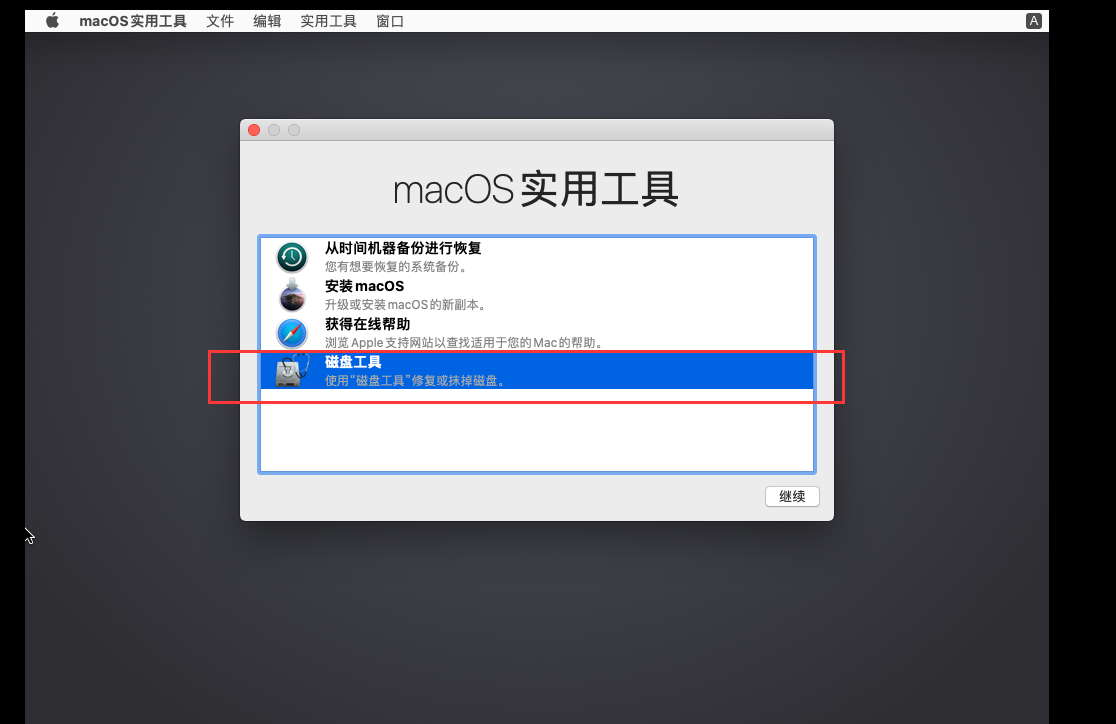 macOS实用工具 文件 编辑 实用工具 窗口 A
macOS实用工具
从时间机器备份进行恢复
您有想要恢复的系统备份。
安装macOS
升级或安装macOS的新副本。
获得在线帮助
浏览Apple支持网站以查找适用于您的Mac的帮助。
磁盘工具
使用“磁盘工具”修复或抹掉磁盘。
继续